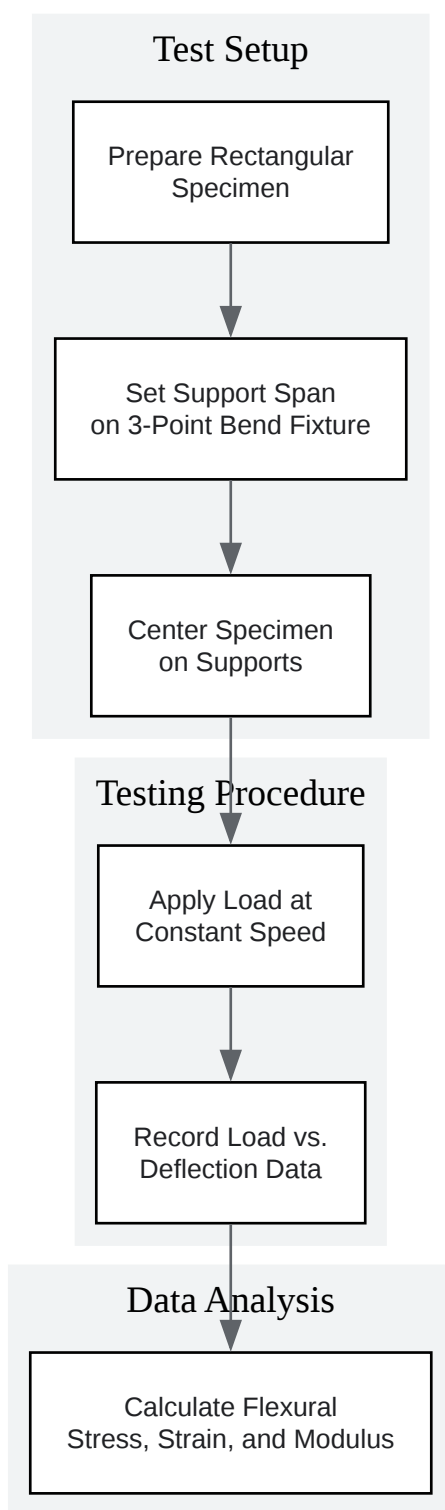 Test Setup
Prepare Rectangular
Specimen
Set Support Span
on 3-Point Bend Fixture
Center Specimen
on Supports
Testing Procedure
Apply Load at
Constant Speed
Record Load vs.
Deflection Data
Data Analysis
Calculate Flexural
Stress, Strain, and Modulus